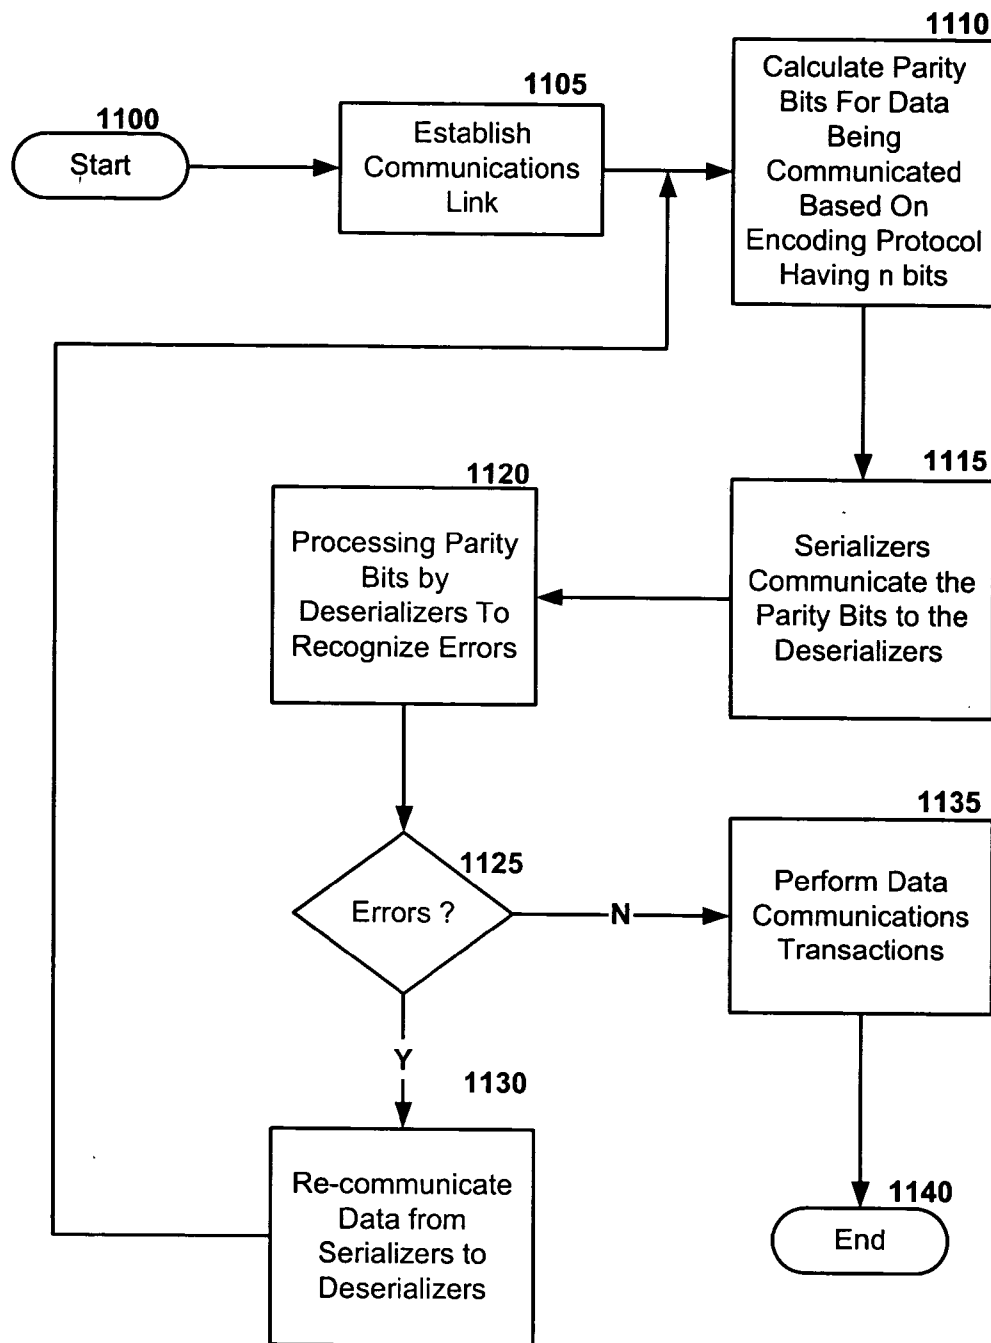 1100
Start
1105
Establish
Communications
Link
1110
Calculate Parity
Bits For Data
Being
Communicated
Based On
Encoding Protocol
Having n bits
1115
Serializers
Communicate the
Parity Bits to the
Deserializers
1120
Processing Parity
Bits by
Deserializers To
Recognize Errors
1125
Errors ?
N
Y
1135
Perform Data
Communications
Transactions
1130
Re-communicate
Data from
Serializers to
Deserializers
1140
End